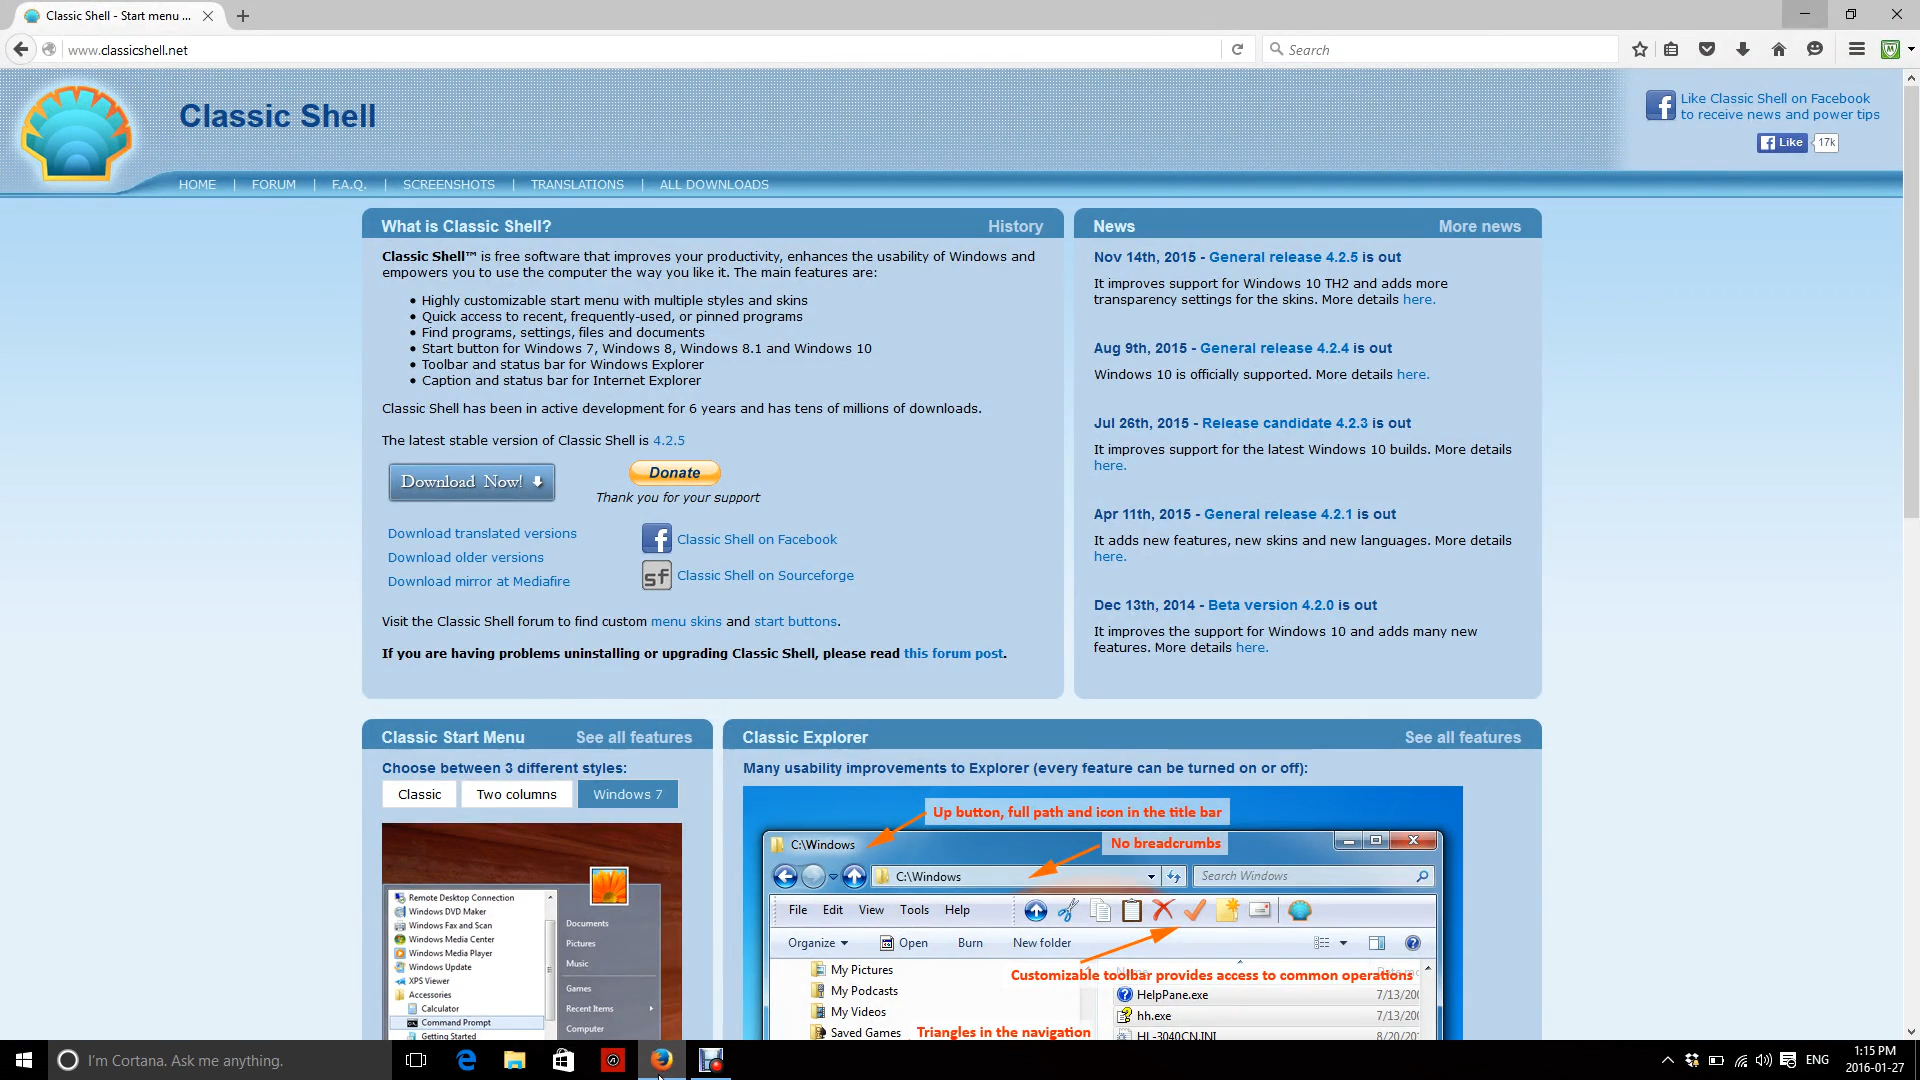 Classic Shell - Start menu ...
www.classicshell.net
Search
Classic Shell
Like Classic Shell on Facebook
to receive news and power tips
Like
17k
HOME | FORUM | F.A.Q. | SCREENSHOTS | TRANSLATIONS | ALL DOWNLOADS
What is Classic Shell?
History
Classic Shell™ is free software that improves your productivity, enhances the usability of Windows and
empowers you to use the computer the way you like it. The main features are:
Highly customizable start menu with multiple styles and skins
Quick access to recent, frequently-used, or pinned programs
Find programs, settings, files and documents
Start button for Windows 7, Windows 8, Windows 8.1 and Windows 10
Toolbar and status bar for Windows Explorer
Caption and status bar for Internet Explorer
Classic Shell has been in active development for 6 years and has tens of millions of downloads.
The latest stable version of Classic Shell is 4.2.5
Download Now!
Donate
Thank you for your support
Download translated versions
Download older versions
Download mirror at Mediafire
Classic Shell on Facebook
sf
Classic Shell on Sourceforge
Visit the Classic Shell forum to find custom menu skins and start buttons.
If you are having problems uninstalling or upgrading Classic Shell, please read this forum post.
News
More news
Nov 14th, 2015 - General release 4.2.5 is out
It improves support for Windows 10 TH2 and adds more
transparency settings for the skins. More details here.
Aug 9th, 2015 - General release 4.2.4 is out
Windows 10 is officially supported. More details here.
Jul 26th, 2015 - Release candidate 4.2.3 is out
It improves support for the latest Windows 10 builds. More details
here.
Apr 11th, 2015 - General release 4.2.1 is out
It adds new features, new skins and new languages. More details
here.
Dec 13th, 2014 - Beta version 4.2.0 is out
It improves the support for Windows 10 and adds many new
features. More details here.
Classic Start Menu
See all features
Choose between 3 different styles:
Classic
Two columns
Windows 7
Remote Desktop Connection
Windows DVD Maker
Windows Fax and Scan
Windows Media Center
Windows Media Player
Windows Update
XPS Viewer
Accessories
Calculator
Command Prompt
Getting Started
Documents
Pictures
Music
Games
Recent Items
Computer
Classic Explorer
See all features
Many usability improvements to Explorer (every feature can be turned on or off):
Up button, full path and icon in the title bar
C:\Windows
No breadcrumbs
C:\Windows
Search Windows
File Edit View Tools Help
Organize
Open
Burn
New folder
Customizable toolbar provides access to common operations
My Pictures
My Podcasts
My Videos
Saved Games
Triangles in the navigation
HelpPane.exe
7/13/200
hh.exe
7/13/200
HL-3040CN.INI
8/20/20
I'm Cortana. Ask me anything.
ENG
1:15 PM
2016-01-27